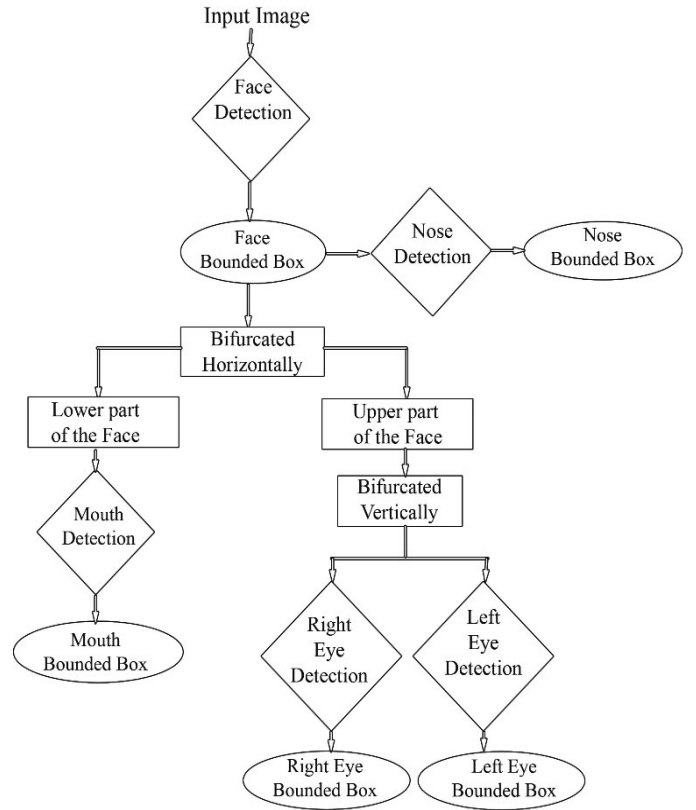 Input Image
Face
Detection
Face
Bounded Box
Nose
Detection
Nose
Bounded Box
Bifurcated
Horizontally
Lower part
of the Face
Upper part
of the Face
Bifurcated
Vertically
Mouth
Detection
Mouth
Bounded Box
Right
Eye
Detection
Left
Eye
Detection
Right Eye
Bounded Box
Left Eye
Bounded Box